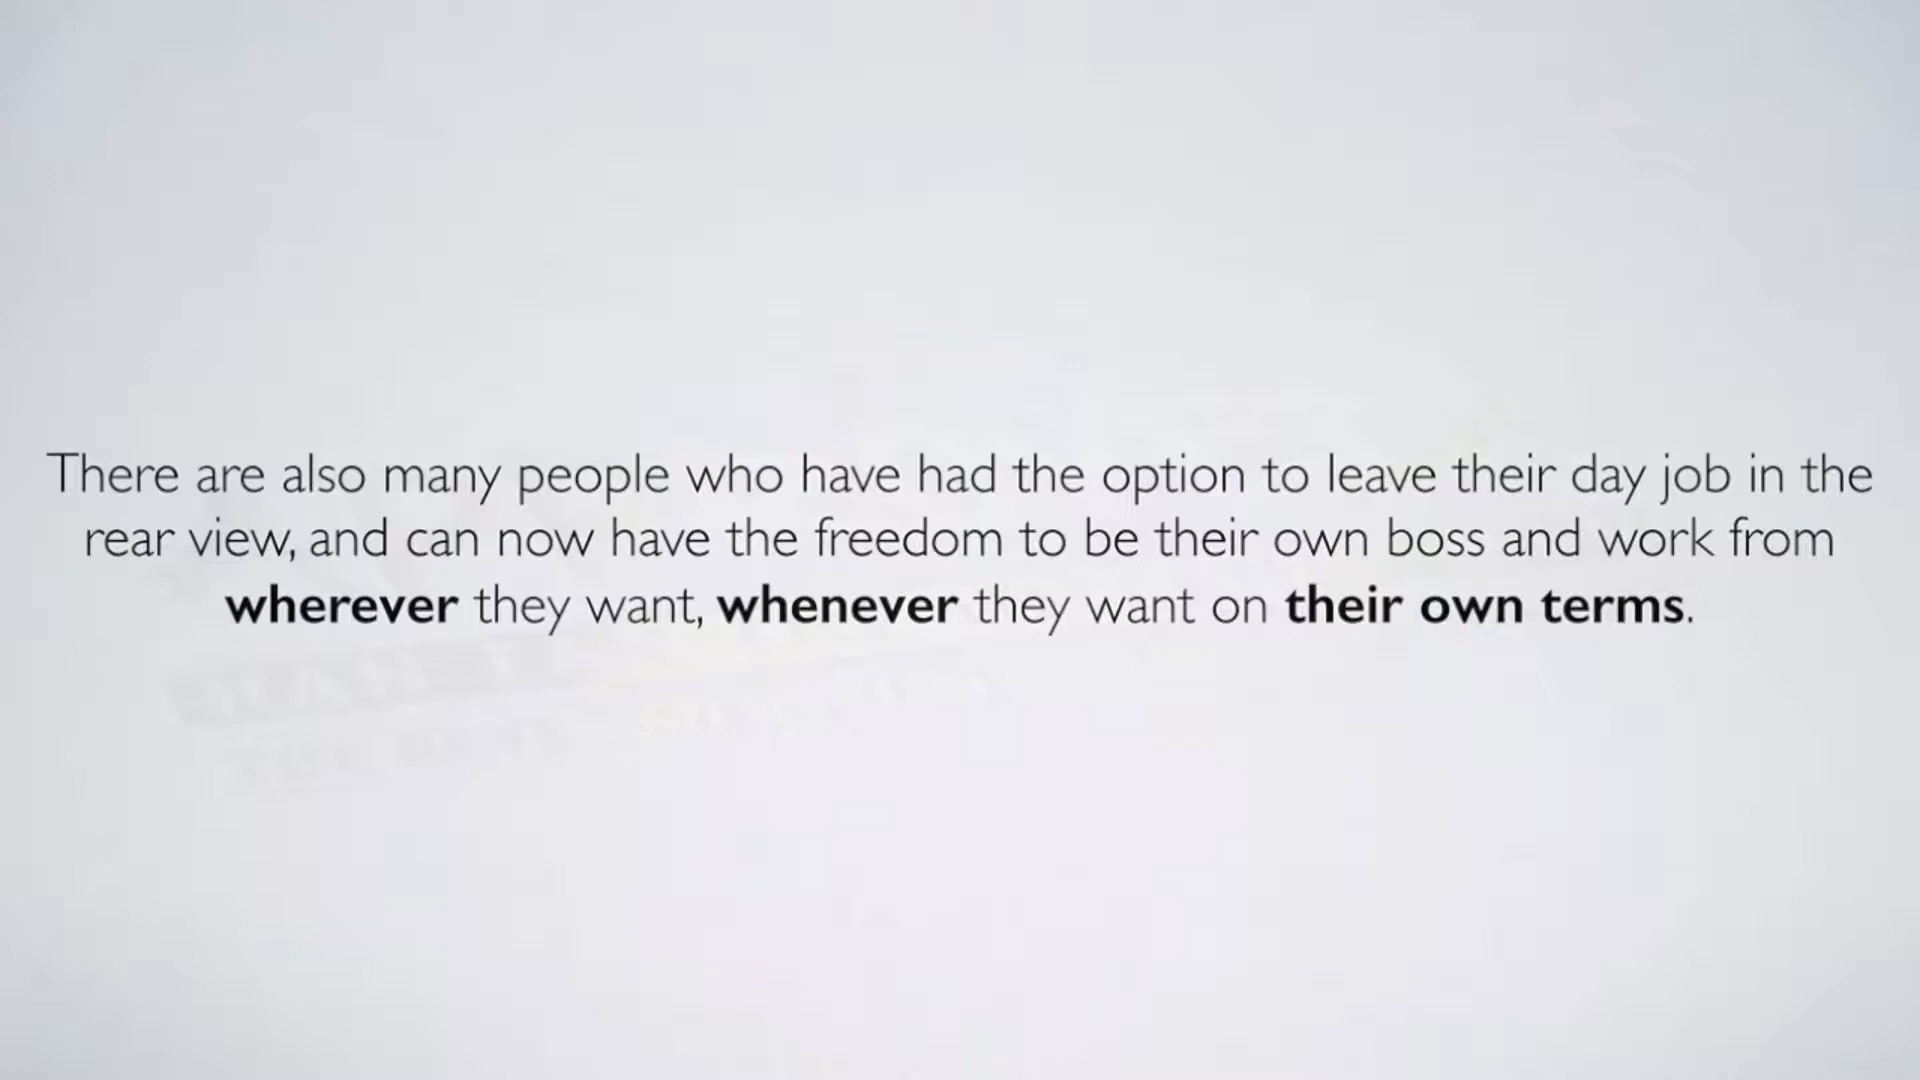 There are also many people who have had the option to leave their day job in the
rear view, and can now have the freedom to be their own boss and work from
wherever they want, whenever they want on their own terms.